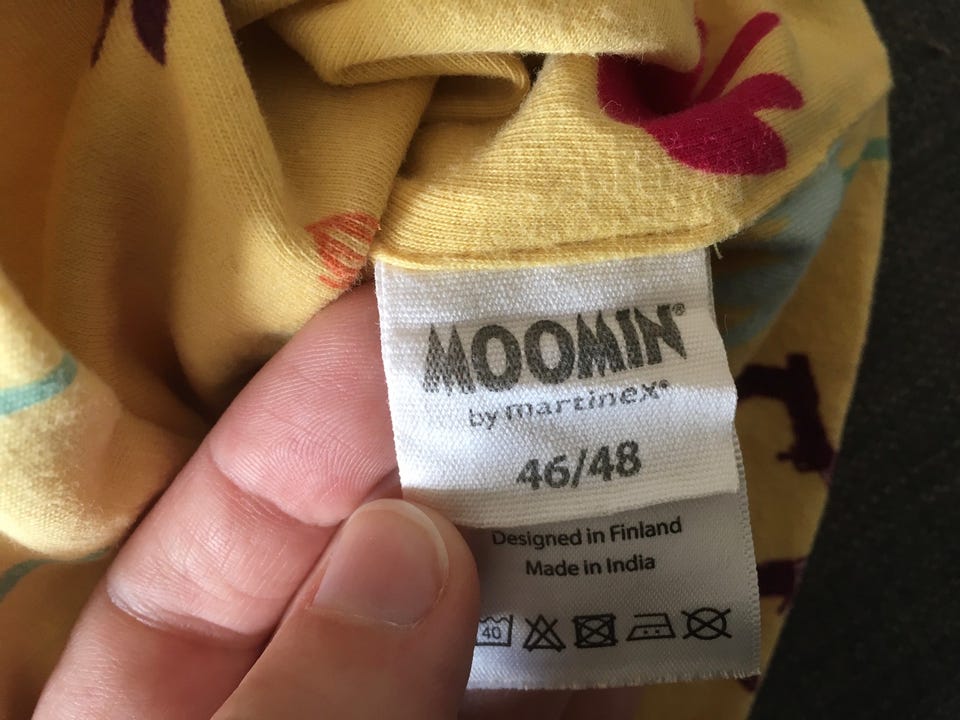 MOOMIN®
by martinex®
46/48
Designed in Finland
Made in India
40